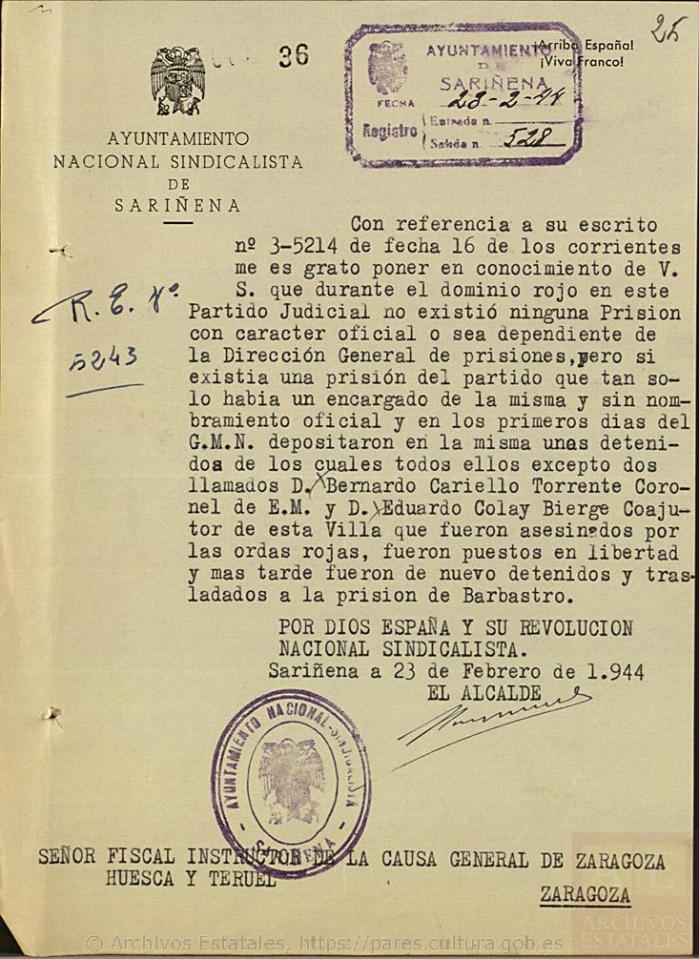 25
36
¡Arriba España!
¡Viva Franco!
AYUNTAMIENTO
DE
SARIÑENA
FECHA 23-2-44
Registro
Entrada n.
Salida n. 528
AYUNTAMIENTO
NACIONAL SINDICALISTA
DE
SARIÑENA
R. E. nº
5243
Con referencia a su escrito
nº 3-5214 de fecha 16 de los corrientes
me es grato poner en conocimiento de V.
S. que durante el dominio rojo en este
Partido Judicial no existió ninguna Prision
con caracter oficial o sea dependiente de
la Dirección General de prisiones,pero si
existia una prisión del partido que tan so-
lo habia un encargado de la misma y sin nom-
bramiento oficial y en los primeros dias del
G.M.N. depositaron en la misma unas deteni-
dos de los cuales todos ellos excepto dos
llamados D. Bernardo Cariello Torrente Coro-
nel de E.M. y D. Eduardo Colay Bierge Coaju-
tor de esta Villa que fueron asesinados por
las ordas rojas, fueron puestos en libertad
y mas tarde fueron de nuevo detenidos y tras-
ladados a la prision de Barbastro.
POR DIOS ESPAÑA Y SU REVOLUCION
NACIONAL SINDICALISTA.
Sariñena a 23 de Febrero de 1.944
EL ALCALDE
AYUNTAMIENTO NACIONAL-SINDICALISTA
SARIÑENA
SEÑOR FISCAL INSTRUCTOR DE LA CAUSA GENERAL DE ZARAGOZA
HUESCA Y TERUEL
ZARAGOZA
ARCHIVOS
ESTATALES
© Archivos Estatales, https://pares.cultura.gob.es